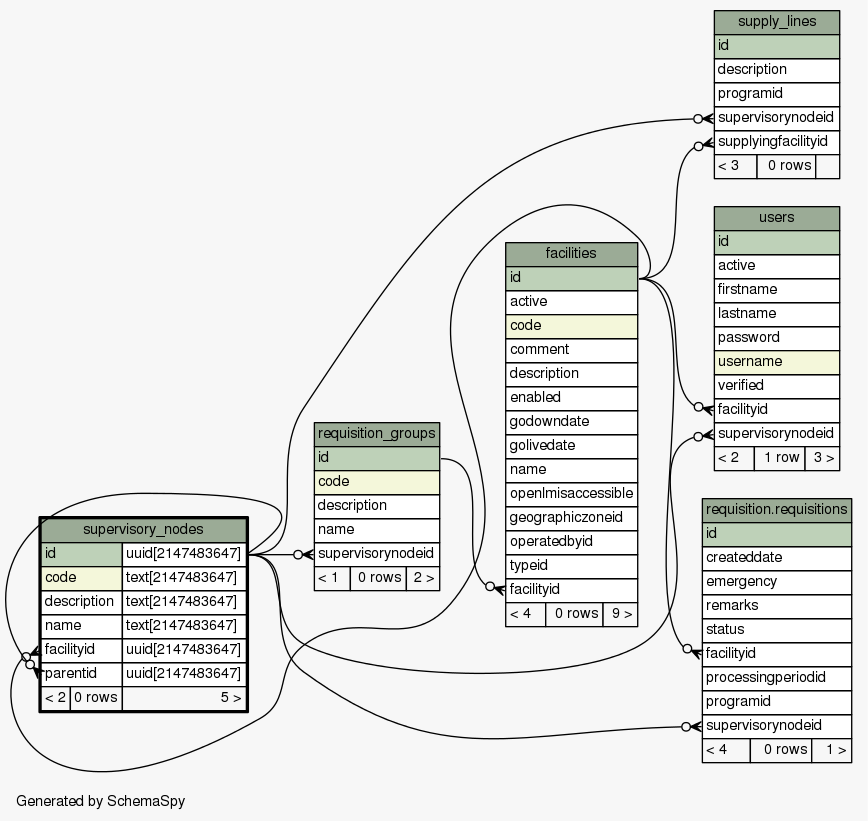 supply_lines
id
description
programid
supervisorynodeid
supplyingfacilityid
< 3 0 rows
users
id
active
firstname
lastname
password
username
verified
facilityid
supervisorynodeid
< 2 1 row 3 >
facilities
id
active
code
comment
description
enabled
godowndate
golivedate
name
openlmisaccessible
geographiczoneid
operatedbyid
typeid
facilityid
< 4 0 rows 9 >
requisition_groups
id
code
description
name
supervisorynodeid
< 1 0 rows 2 >
requisition.requisitions
id
createddate
emergency
remarks
status
facilityid
processingperiodid
programid
supervisorynodeid
< 4 0 rows 1 >
supervisory_nodes
id uuid[2147483647]
code text[2147483647]
description text[2147483647]
name text[2147483647]
facilityid uuid[2147483647]
parentid uuid[2147483647]
< 2 0 rows 5 >
Generated by SchemaSpy